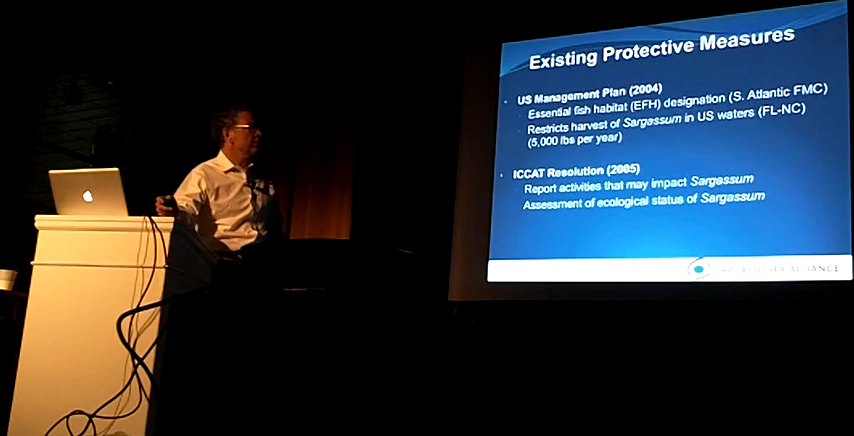 Existing Protective Measures
US Management Plan (2004)
Essential fish habitat (EFH) designation (S. Atlantic FMC)
Restricts harvest of Sargassum in US waters (FL-NC)
(5,000 lbs per year)
ICCAT Resolution (2005)
Report activities that may impact Sargassum
Assessment of ecological status of Sargassum
ALLIANCE